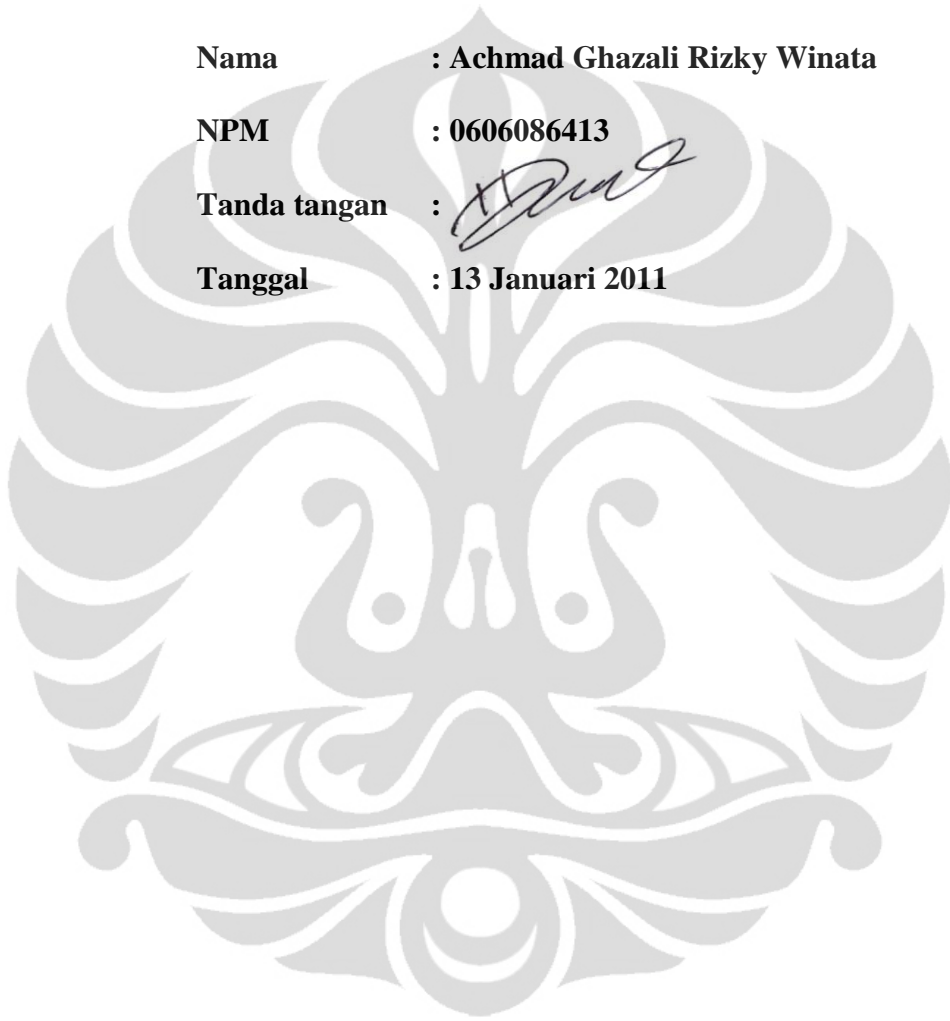 Nama : Achmad Ghazali Rizky Winata
NPM : 0606086413
Tanda tangan :
Tanggal : 13 Januari 2011